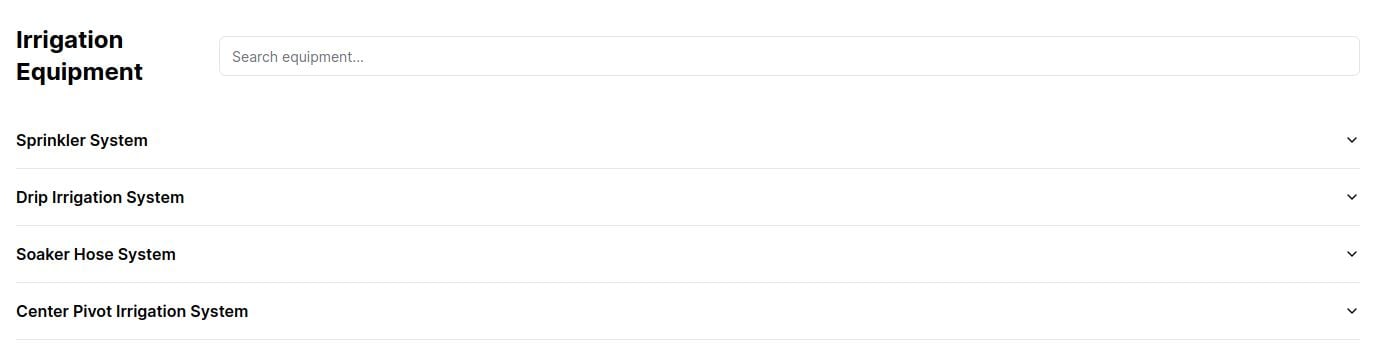 Irrigation
Equipment
Search equipment...
Sprinkler System
Drip Irrigation System
Soaker Hose System
Center Pivot Irrigation System